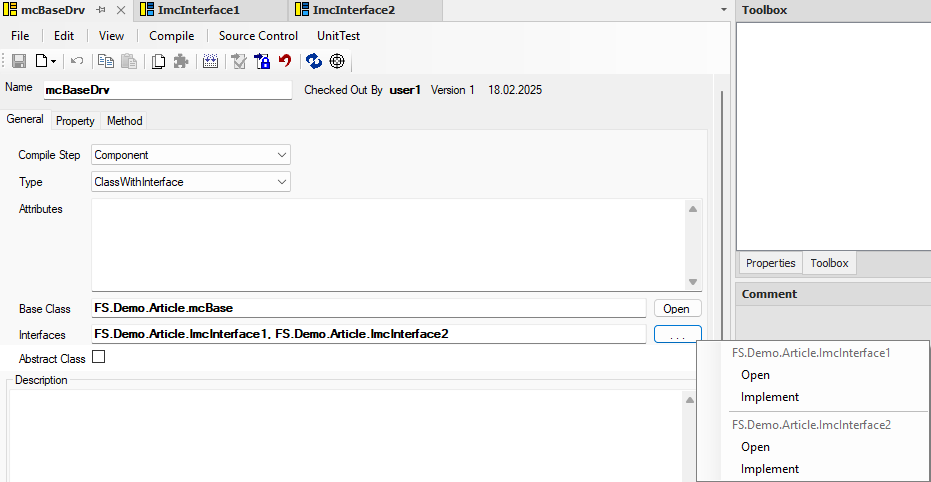 mcBaseDrv ImcInterface1 ImcInterface2 Toolbox
File Edit View Compile Source Control UnitTest
Name mcBaseDrv Checked Out By user1 Version 1 18.02.2025
General Property Method
Compile Step Component
Type ClassWithInterface
Attributes
Properties Toolbox
Comment
Base Class FS.Demo.Article.mcBase Open
Interfaces FS.Demo.Article.ImcInterface1, FS.Demo.Article.ImcInterface2 ...
Abstract Class
FS.Demo.Article.ImcInterface1
Open
Implement
FS.Demo.Article.ImcInterface2
Open
Implement
Description